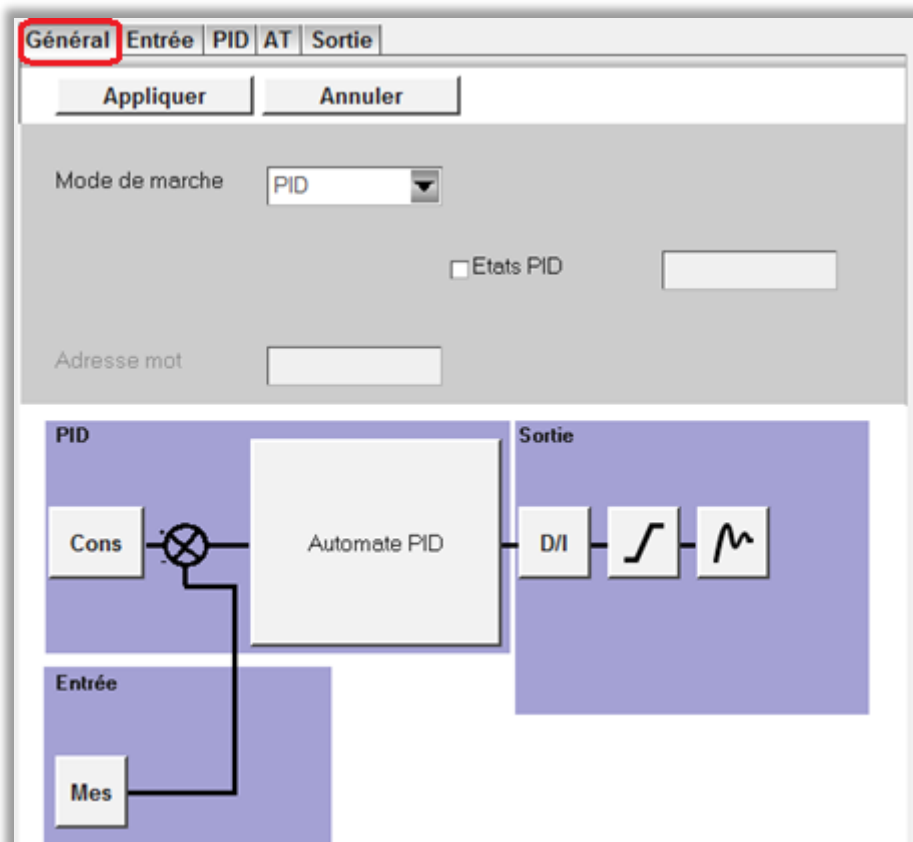 Général Entrée PID AT Sortie
Appliquer Annuler
Mode de marche PID
Etats PID
Adresse mot
PID Sortie
Cons Automate PID D/I
Entrée
Mes